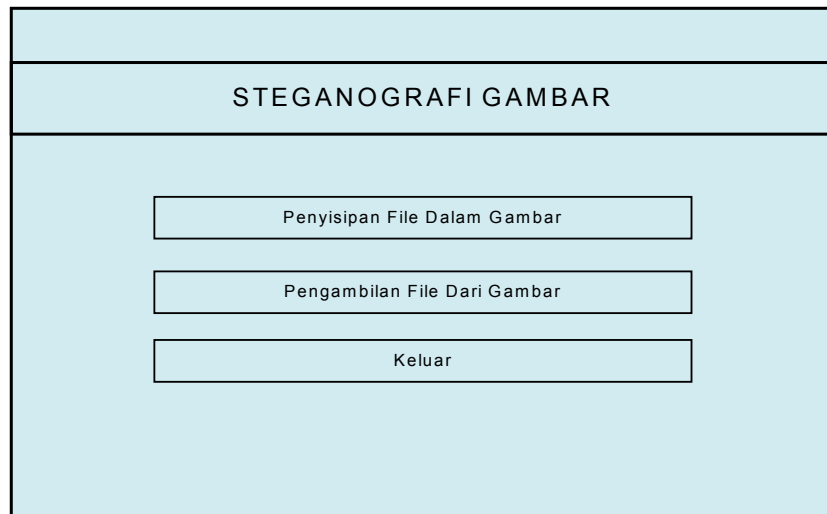 STEGANOGRAFI GAMBAR
Penyisipan File Dalam Gambar
Pengambilan File Dari Gambar
Keluar